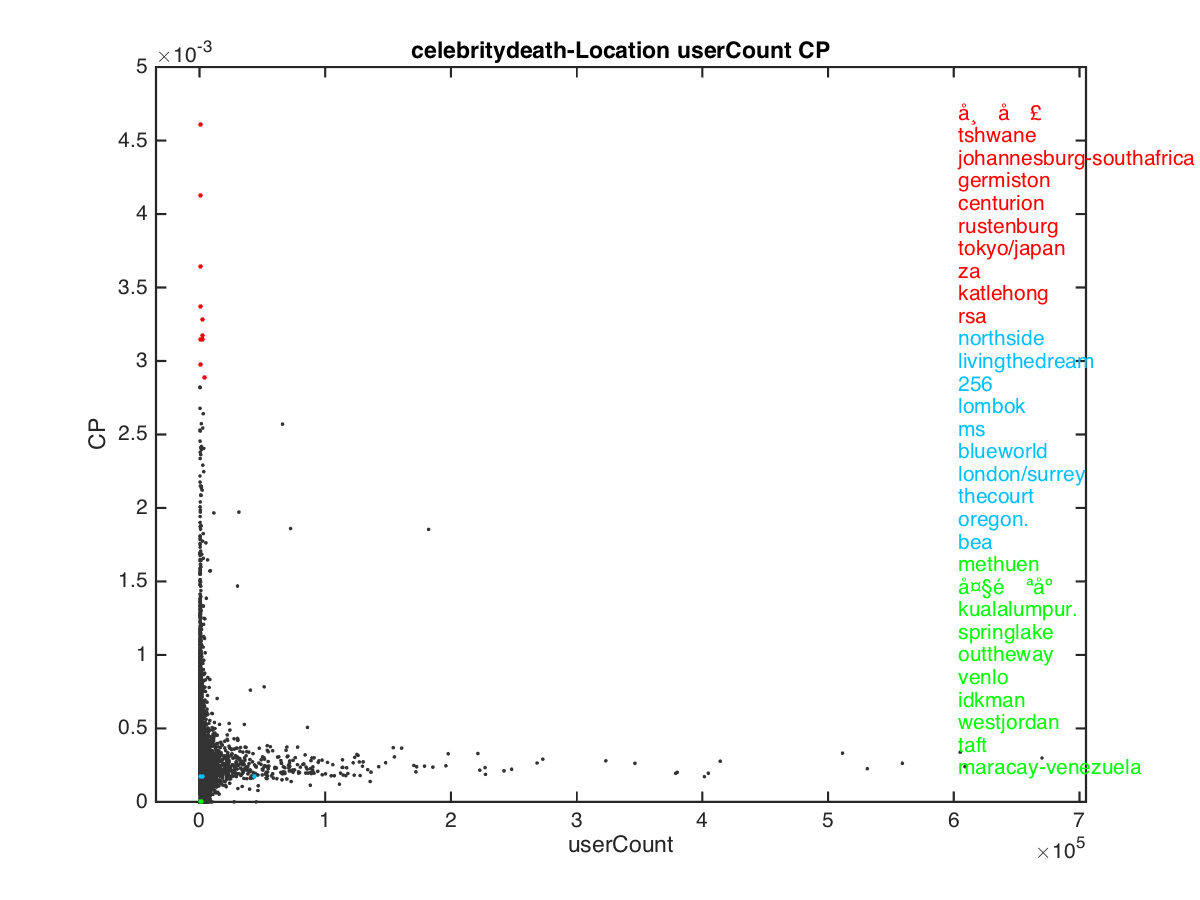 celebritydeath-Location userCount CP
×10-3
5
4.5
4
3.5
3
2.5
2
1.5
1
0.5
0
CP
0 1 2 3 4 5 6 7
×105
userCount
å¸ å £
tshwane
johannesburg-southafrica
germiston
centurion
rustenburg
tokyo/japan
za
katlehong
rsa
northside
livingthedream
256
lombok
ms
blueworld
london/surrey
thecourt
oregon.
bea
methuen
å¤§é ªåº
kualalumpur.
springlake
outtheway
venlo
idkman
westjordan
taft
maracay-venezuela